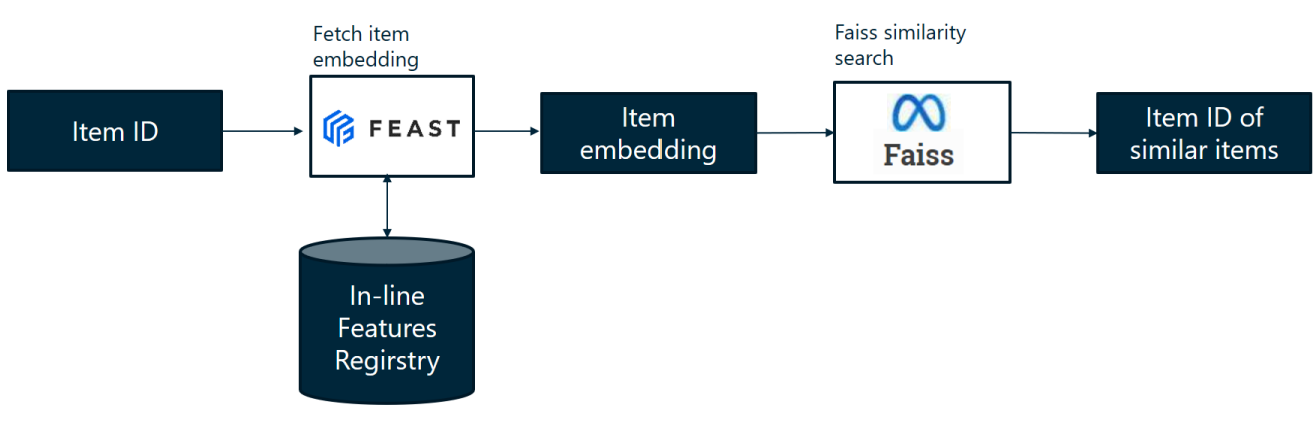 Fetch item
embedding
Faiss similarity
search
Item ID
FEAST
Item
embedding
Faiss
Item ID of
similar items
In-line
Features
Regirstry